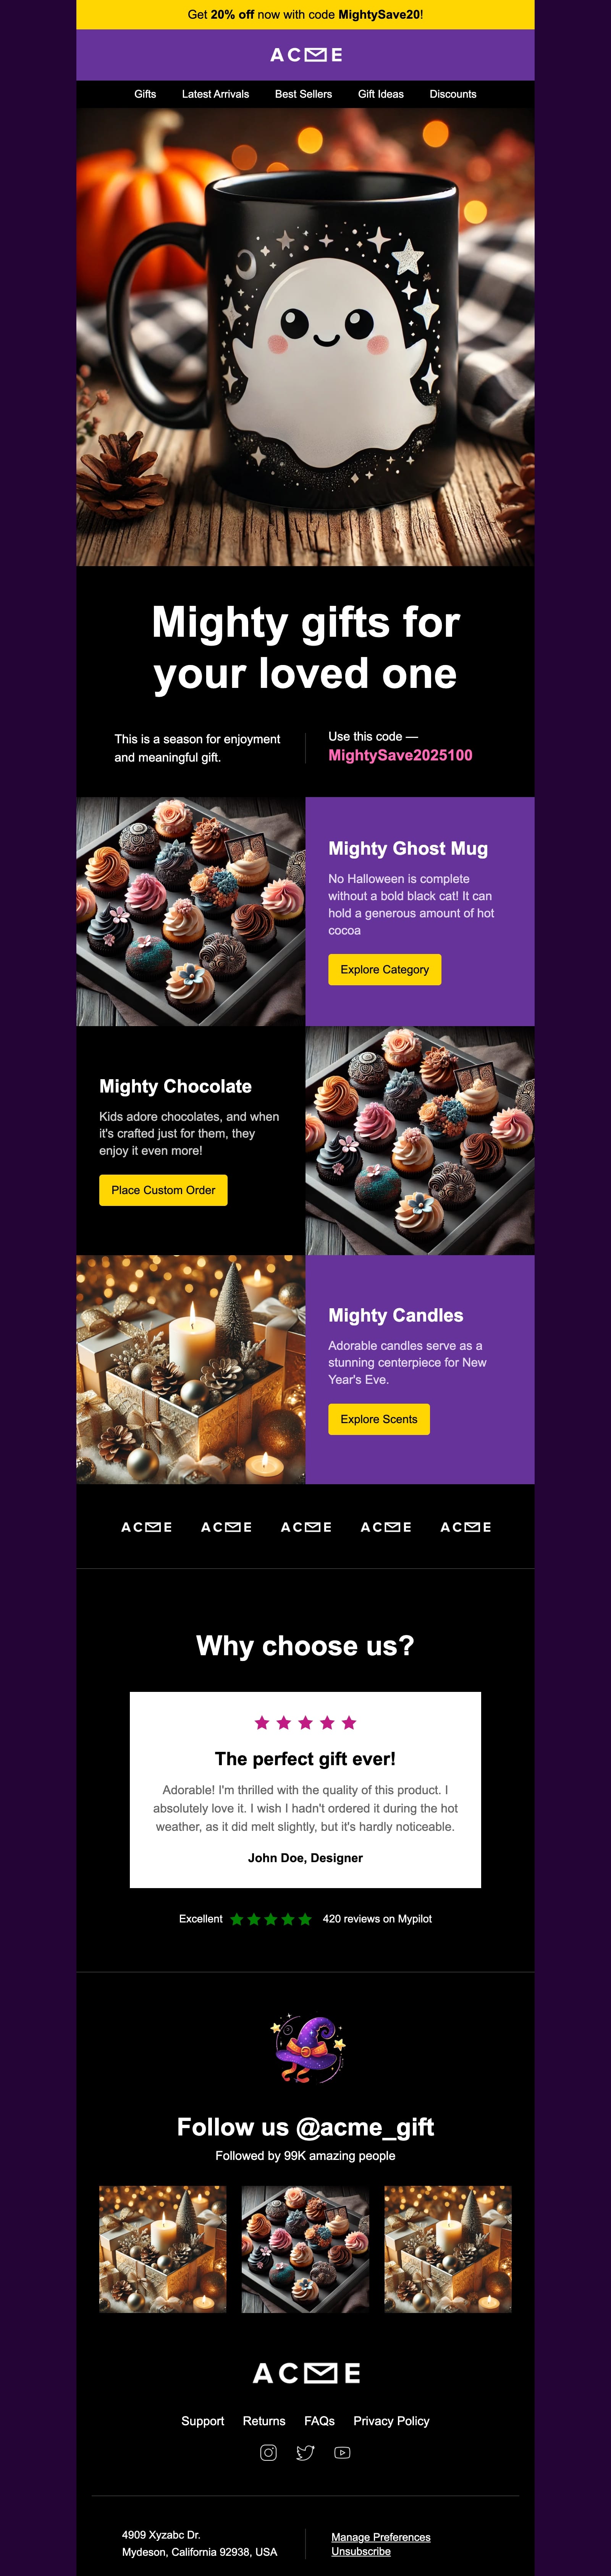 Get 20% off now with code MightySave20!
ACME
Gifts Latest Arrivals Best Sellers Gift Ideas Discounts
Mighty gifts for
your loved one
This is a season for enjoyment
and meaningful gift.
Use this code —
MightySave2025100
Mighty Ghost Mug
No Halloween is complete
without a bold black cat! It can
hold a generous amount of hot
cocoa
Explore Category
Mighty Chocolate
Kids adore chocolates, and when
it's crafted just for them, they
enjoy it even more!
Place Custom Order
Mighty Candles
Adorable candles serve as a
stunning centerpiece for New
Year's Eve.
Explore Scents
ACME ACME ACME ACME ACME
Why choose us?
The perfect gift ever!
Adorable! I'm thrilled with the quality of this product. I
absolutely love it. I wish I hadn't ordered it during the hot
weather, as it did melt slightly, but it's hardly noticeable.
John Doe, Designer
Excellent 420 reviews on Mypilot
Follow us @acme_gift
Followed by 99K amazing people
ACME
Support Returns FAQs Privacy Policy
4909 Xyzabc Dr.
Mydeson, California 92938, USA
Manage Preferences
Unsubscribe